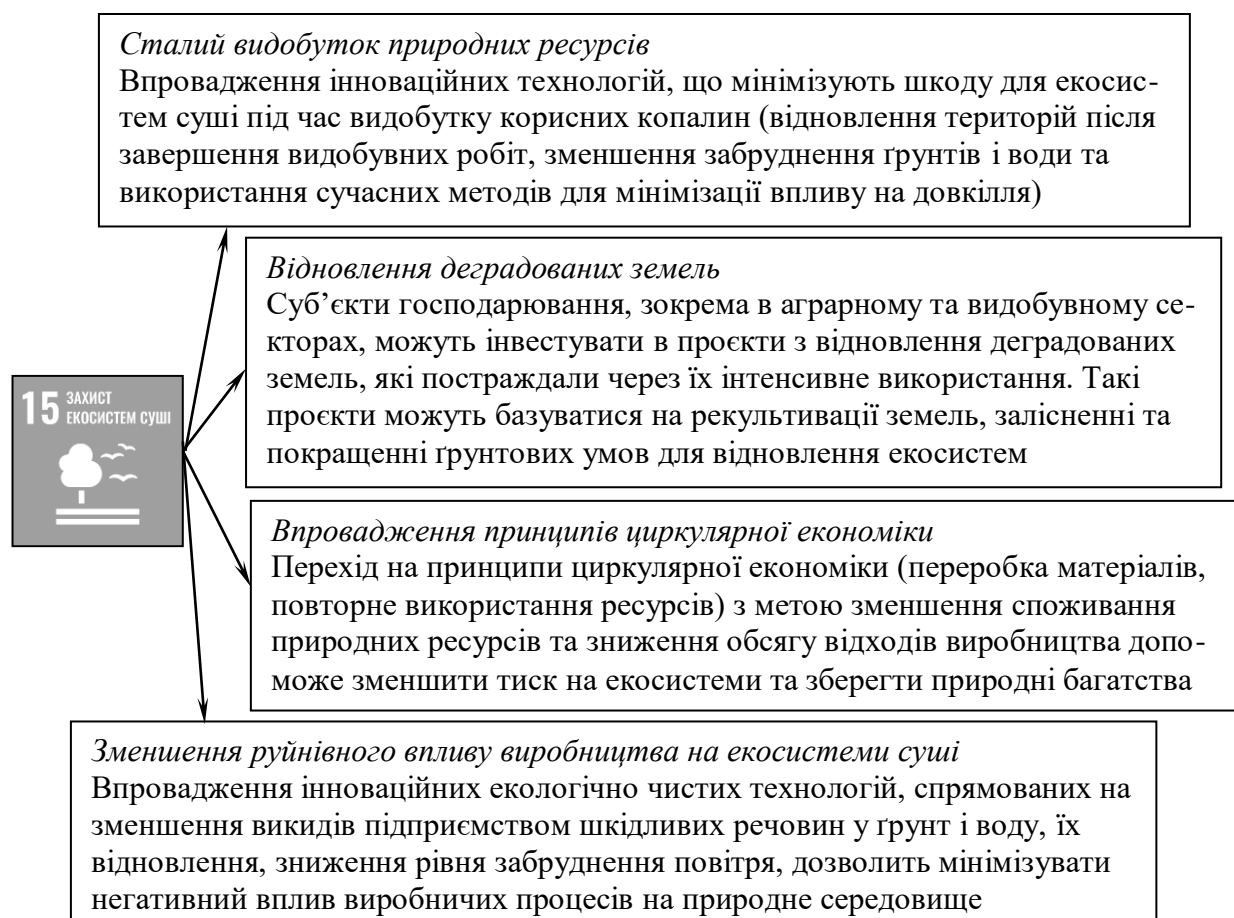 Сталий видобуток природних ресурсів
Впровадження інноваційних технологій, що мінімізують шкоду для екосис-
тем суші під час видобутку корисних копалин (відновлення територій після
завершення видобувних робіт, зменшення забруднення ґрунтів і води та
використання сучасних методів для мінімізації впливу на довкілля)
Відновлення деградованих земель
Суб’єкти господарювання, зокрема в аграрному та видобувному се-
кторах, можуть інвестувати в проєкти з відновлення деградованих
земель, які постраждали через їх інтенсивне використання. Такі
проєкти можуть базуватися на рекультивації земель, залісненні та
покращенні ґрунтових умов для відновлення екосистем
15 ЗАХИСТ
ЕКОСИСТЕМ СУШІ
Впровадження принципів циркулярної економіки
Перехід на принципи циркулярної економіки (переробка матеріалів,
повторне використання ресурсів) з метою зменшення споживання
природних ресурсів та зниження обсягу відходів виробництва допо-
може зменшити тиск на екосистеми та зберегти природні багатства
Зменшення руйнівного впливу виробництва на екосистеми суші
Впровадження інноваційних екологічно чистих технологій, спрямованих на
зменшення викидів підприємством шкідливих речовин у ґрунт і воду, їх
відновлення, зниження рівня забруднення повітря, дозволить мінімізувати
негативний вплив виробничих процесів на природне середовище